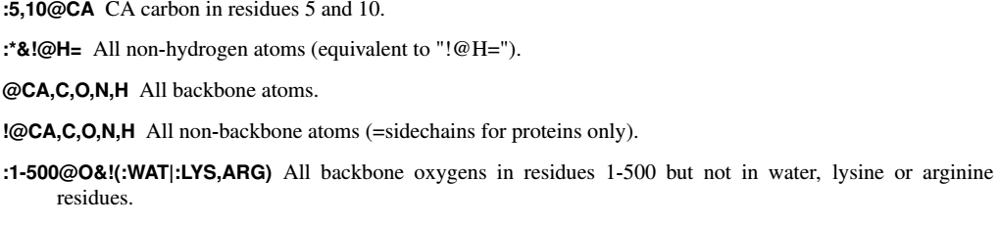 :5,10@CA CA carbon in residues 5 and 10.
:*&!@H= All non-hydrogen atoms (equivalent to "!@H=").
@CA,C,O,N,H All backbone atoms.
!@CA,C,O,N,H All non-backbone atoms (=sidechains for proteins only).
:1-500@O&!(:WAT|:LYS,ARG) All backbone oxygens in residues 1-500 but not in water, lysine or arginine
residues.